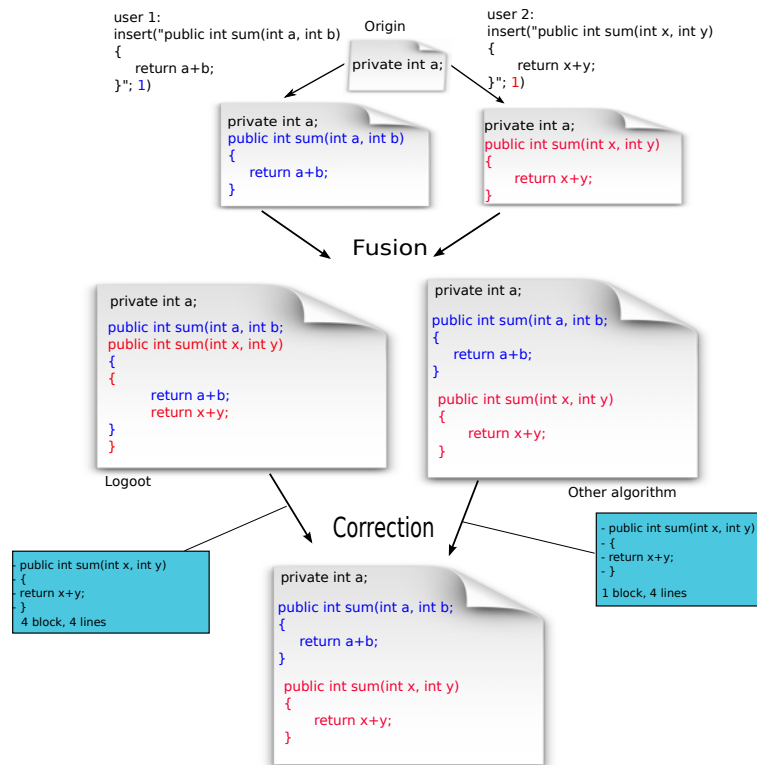 user 1:
insert("public int sum(int a, int b)
{
return a+b;
}"; 1)
Origin
private int a;
user 2:
insert("public int sum(int x, int y)
{
return x+y;
}"; 1)
private int a;
public int sum(int a, int b)
{
return a+b;
}
private int a;
public int sum(int x, int y)
{
return x+y;
}
Fusion
private int a;
public int sum(int a, int b;
public int sum(int x, int y)
{
{
return a+b;
return x+y;
}
}
Logoot
private int a;
public int sum(int a, int b;
{
return a+b;
}
public int sum(int x, int y)
{
return x+y;
}
Other algorithm
Correction
- public int sum(int x, int y)
- {
- return x+y;
- }
4 block, 4 lines
- public int sum(int x, int y)
- {
- return x+y;
- }
1 block, 4 lines
private int a;
public int sum(int a, int b;
{
return a+b;
}
public int sum(int x, int y)
{
return x+y;
}